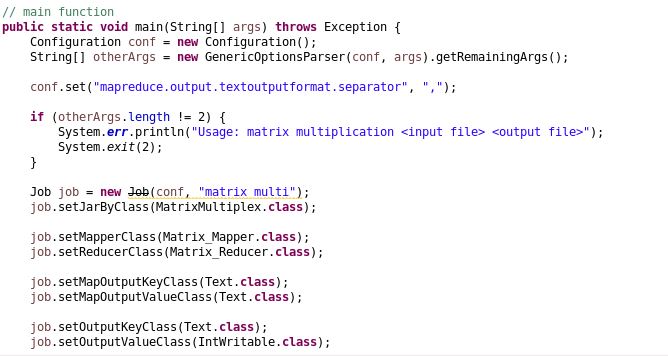 // main function
public static void main(String[] args) throws Exception {
    Configuration conf = new Configuration();
    String[] otherArgs = new GenericOptionsParser(conf, args).getRemainingArgs();

    conf.set("mapreduce.output.textoutputformat.separator", ",");

    if (otherArgs.length != 2) {
        System.err.println("Usage: matrix multiplication <input file> <output file>");
        System.exit(2);
    }

    Job job = new Job(conf, "matrix multi");
    job.setJarByClass(MatrixMultiplex.class);

    job.setMapperClass(Matrix_Mapper.class);
    job.setReducerClass(Matrix_Reducer.class);

    job.setMapOutputKeyClass(Text.class);
    job.setMapOutputValueClass(Text.class);

    job.setOutputKeyClass(Text.class);
    job.setOutputValueClass(IntWritable.class);